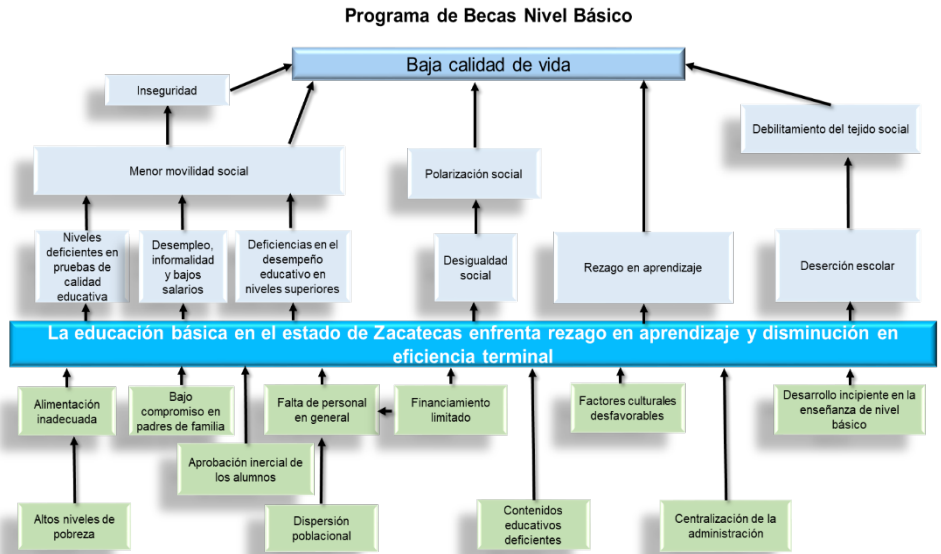 Programa de Becas Nivel Básico
Baja calidad de vida
Inseguridad
Debilitamiento del tejido social
Menor movilidad social
Polarización social
Niveles
deficientes en
pruebas de
calidad
educativa
Desempleo,
informalidad
y bajos
salarios
Deficiencias en el
desempeño
educativo en
niveles superiores
Desigualdad
social
Rezago en aprendizaje
Deserción escolar
La educación básica en el estado de Zacatecas enfrenta rezago en aprendizaje y disminución en
eficiencia terminal
Alimentación
inadecuada
Bajo
compromiso en
padres de familia
Falta de personal
en general
Financiamiento
limitado
Factores culturales
desfavorables
Desarrollo incipiente en la
enseñanza de nivel
básico
Aprobación inercial de
los alumnos
Altos niveles de
pobreza
Dispersión
poblacional
Contenidos
educativos
deficientes
Centralización de la
administración